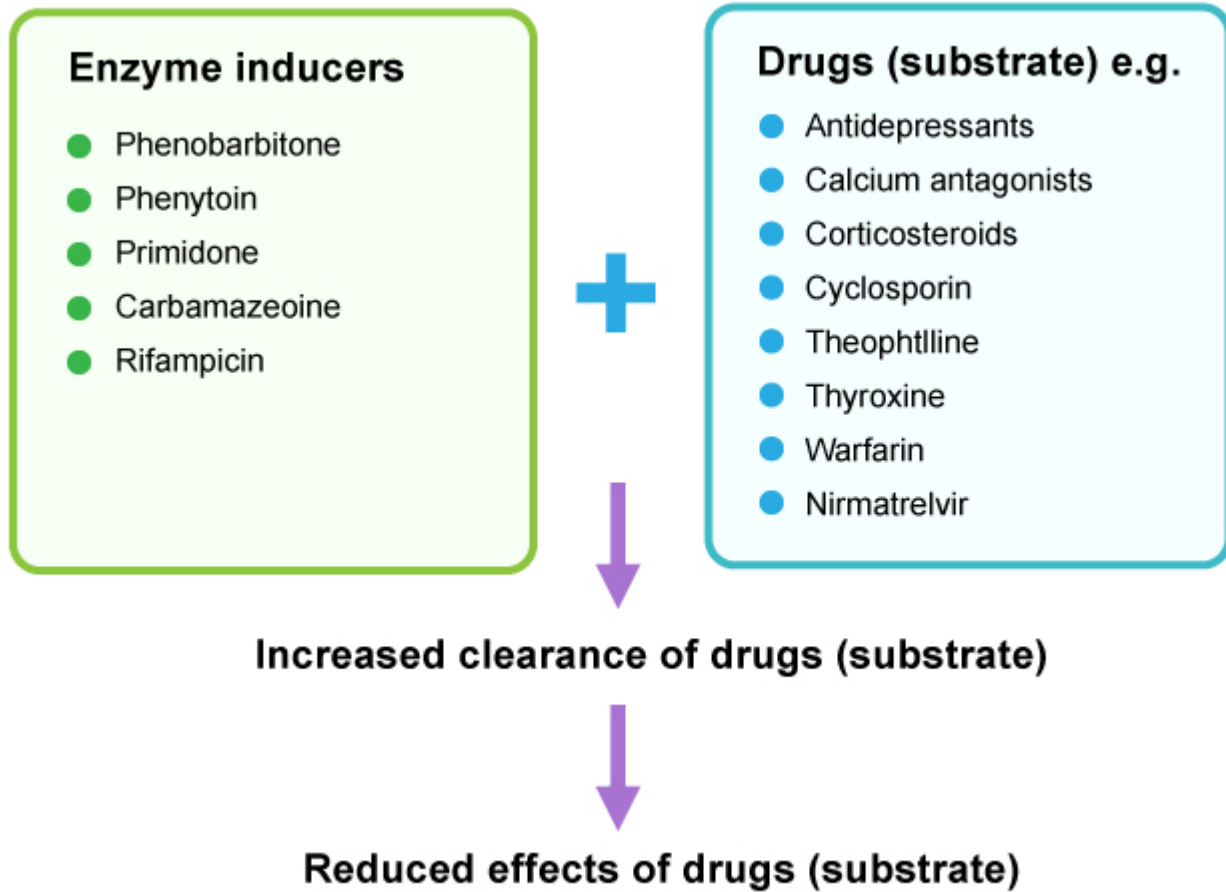 Enzyme inducers
Phenobarbitone
Phenytoin
Primidone
Carbamazeoine
Rifampicin
Drugs (substrate) e.g.
Antidepressants
Calcium antagonists
Corticosteroids
Cyclosporin
Theophtlline
Thyroxine
Warfarin
Nirmatrelvir
Increased clearance of drugs (substrate)
Reduced effects of drugs (substrate)